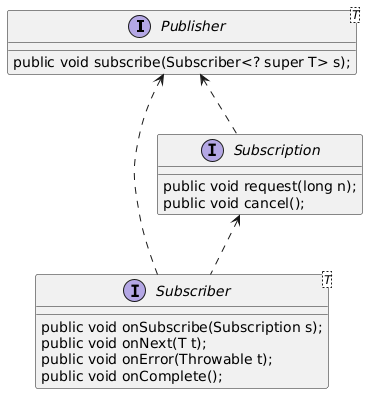 I Publisher T
public void subscribe(Subscriber<? super T> s);
I Subscription
public void request(long n);
public void cancel();
I Subscriber T
public void onSubscribe(Subscription s);
public void onNext(T t);
public void onError(Throwable t);
public void onComplete();